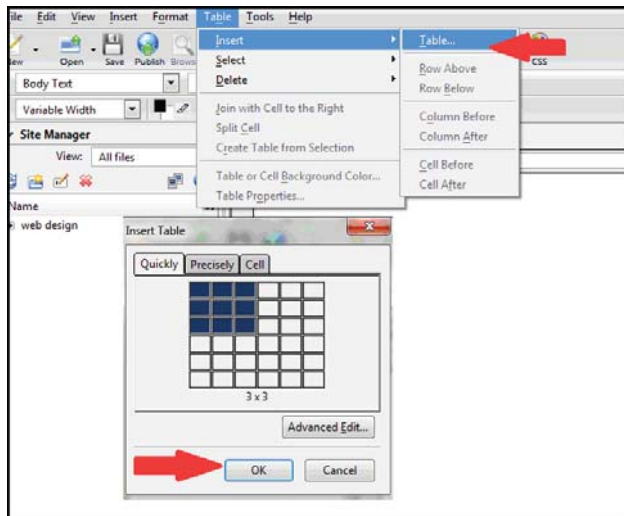 File Edit View Insert Format Table Tools Help
Open Save Publish CSS
Body Text
Variable Width
Site Manager
View: All files
Name
web design
Insert
Select
Delete
Join with Cell to the Right
Split Cell
Create Table from Selection
Table or Cell Background Color...
Table Properties...
Table...
Row Above
Row Below
Column Before
Column After
Cell Before
Cell After
Insert Table
Quickly Precisely Cell
3 x 3
Advanced Edit...
OK Cancel